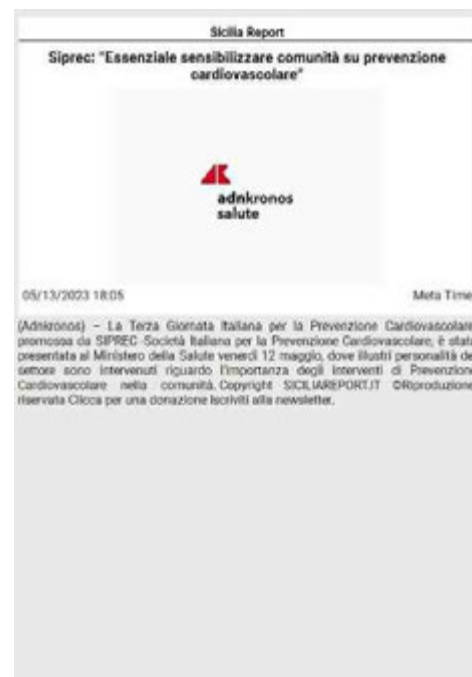 Sicilia Report
Siprec: "Essenziale sensibilizzare comunità su prevenzione
cardiovascolare"
adnkronos
salute
05/13/2023 18:05
Meta Time
(Adnkronos) – La Terza Giornata Italiana per la Prevenzione Cardiovascolare
promossa da SIPREC -Società Italiana per la Prevenzione Cardiovascolare, è stata
presentata al Ministero della Salute venerdì 12 maggio, dove illustri personalità de
settore sono intervenuti riguardo l'importanza degli interventi di Prevenzione
Cardiovascolare nella comunità. Copyright SICILIAREPORT.IT ©Riproduzione
riservata Clicca per una donazione Iscriviti alla newsletter.